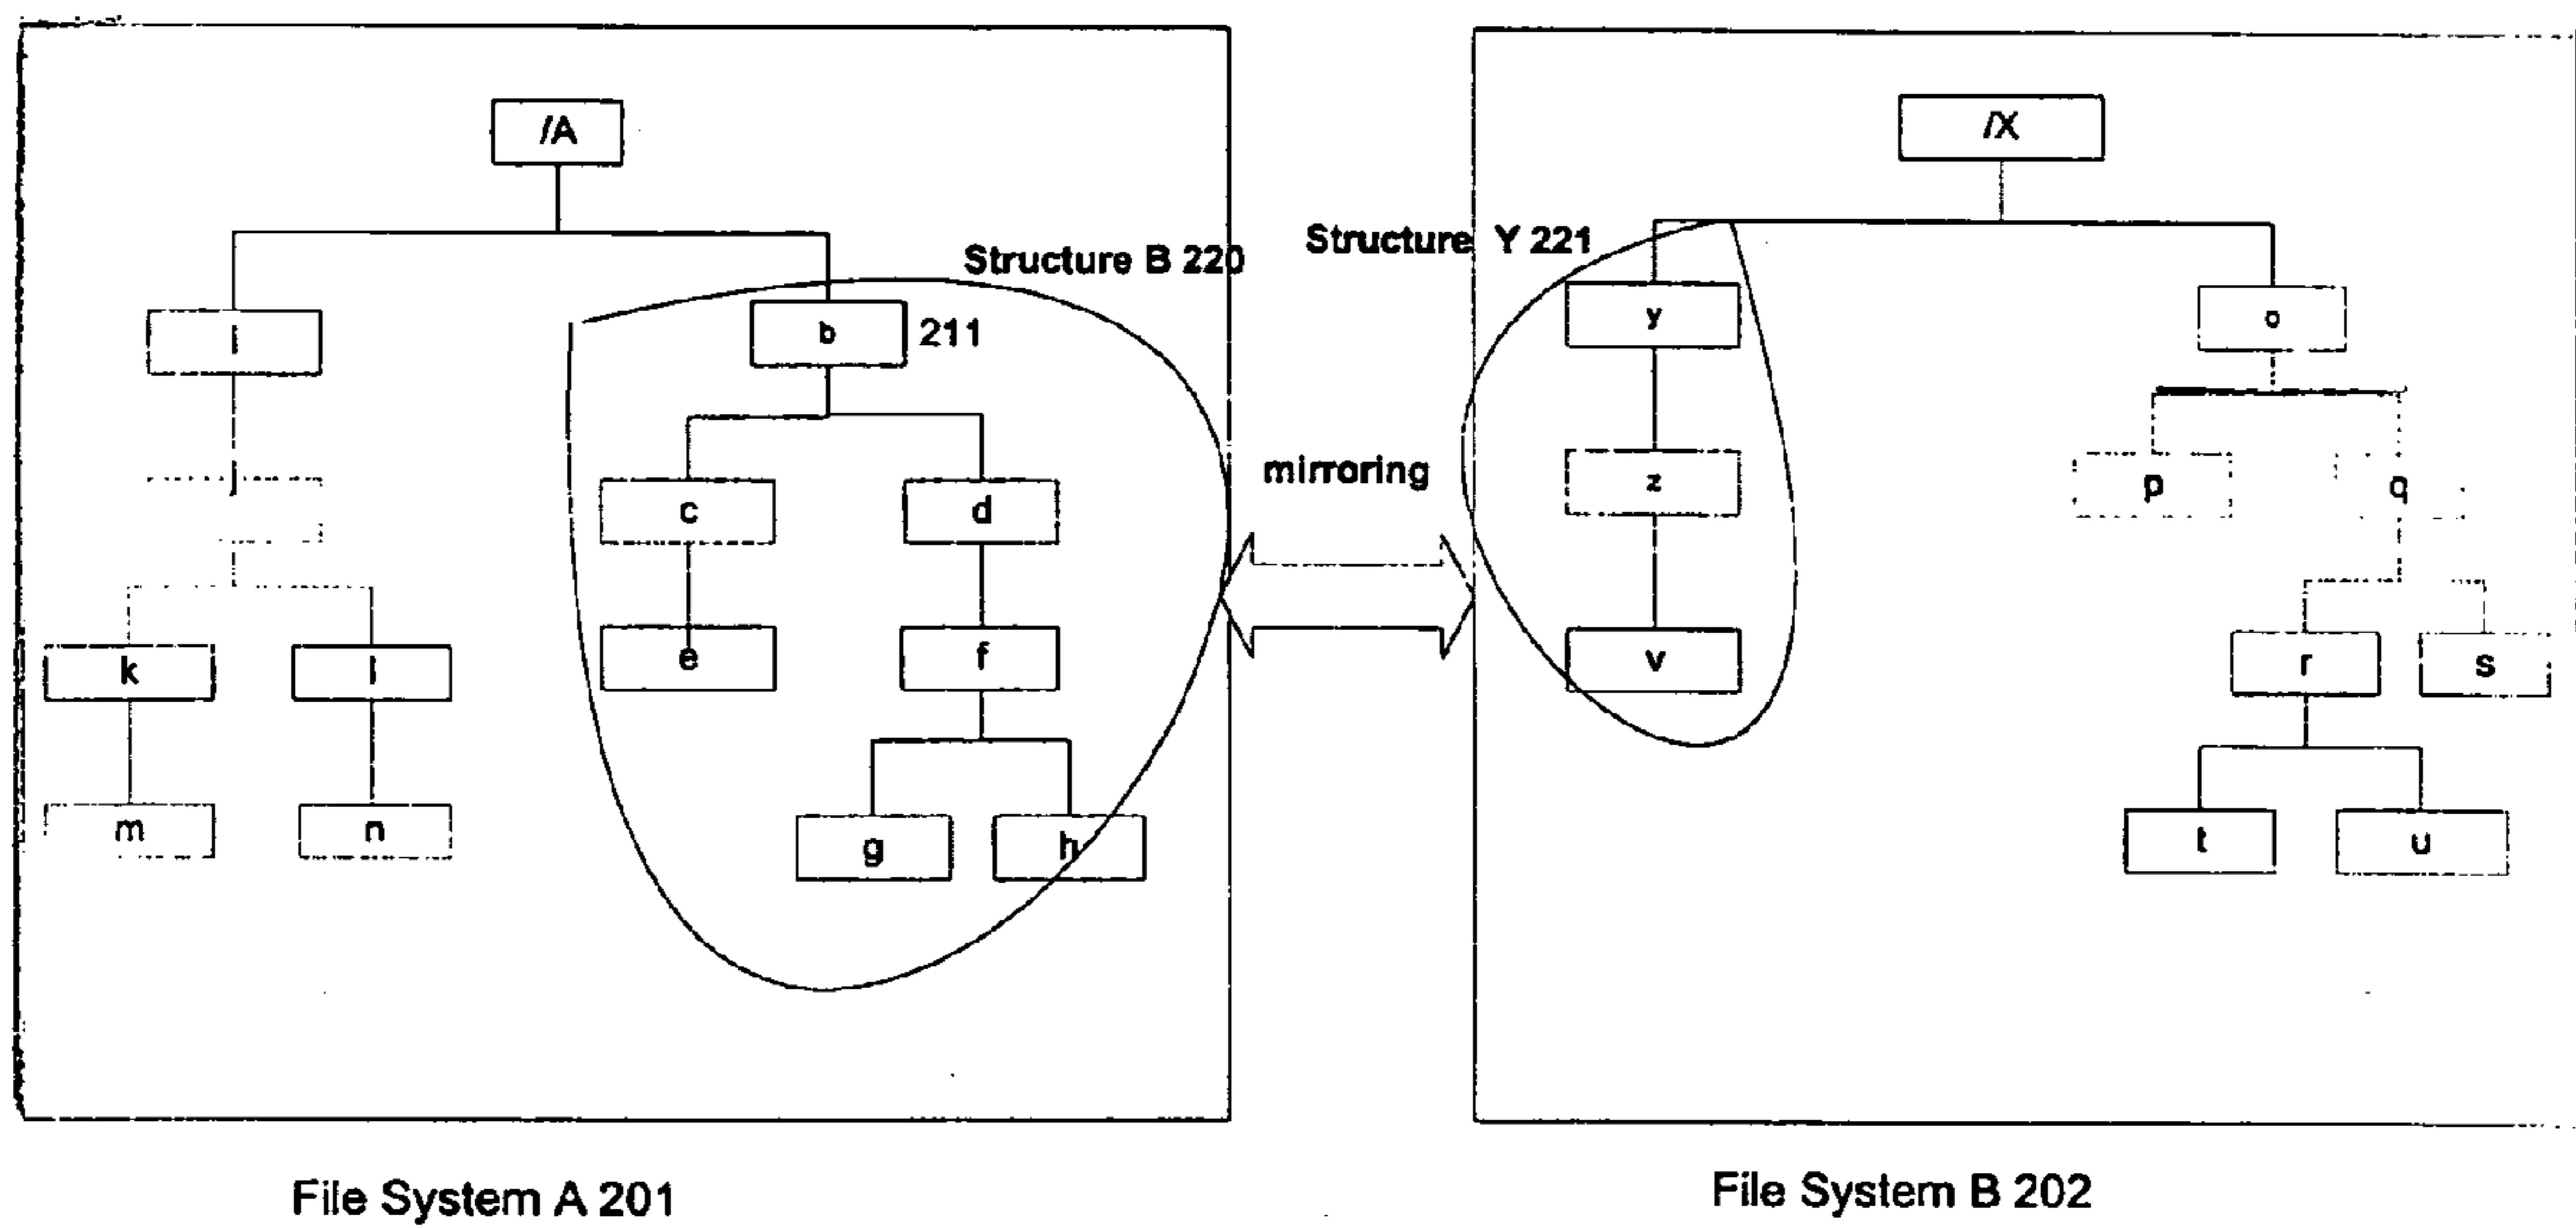 /A
/X
Structure B 220
Structure Y 221
b 211
y
o
mirroring
c
d
z
p
q
k
l
e
f
v
r
s
m
n
g
h
t
u
File System A 201
File System B 202